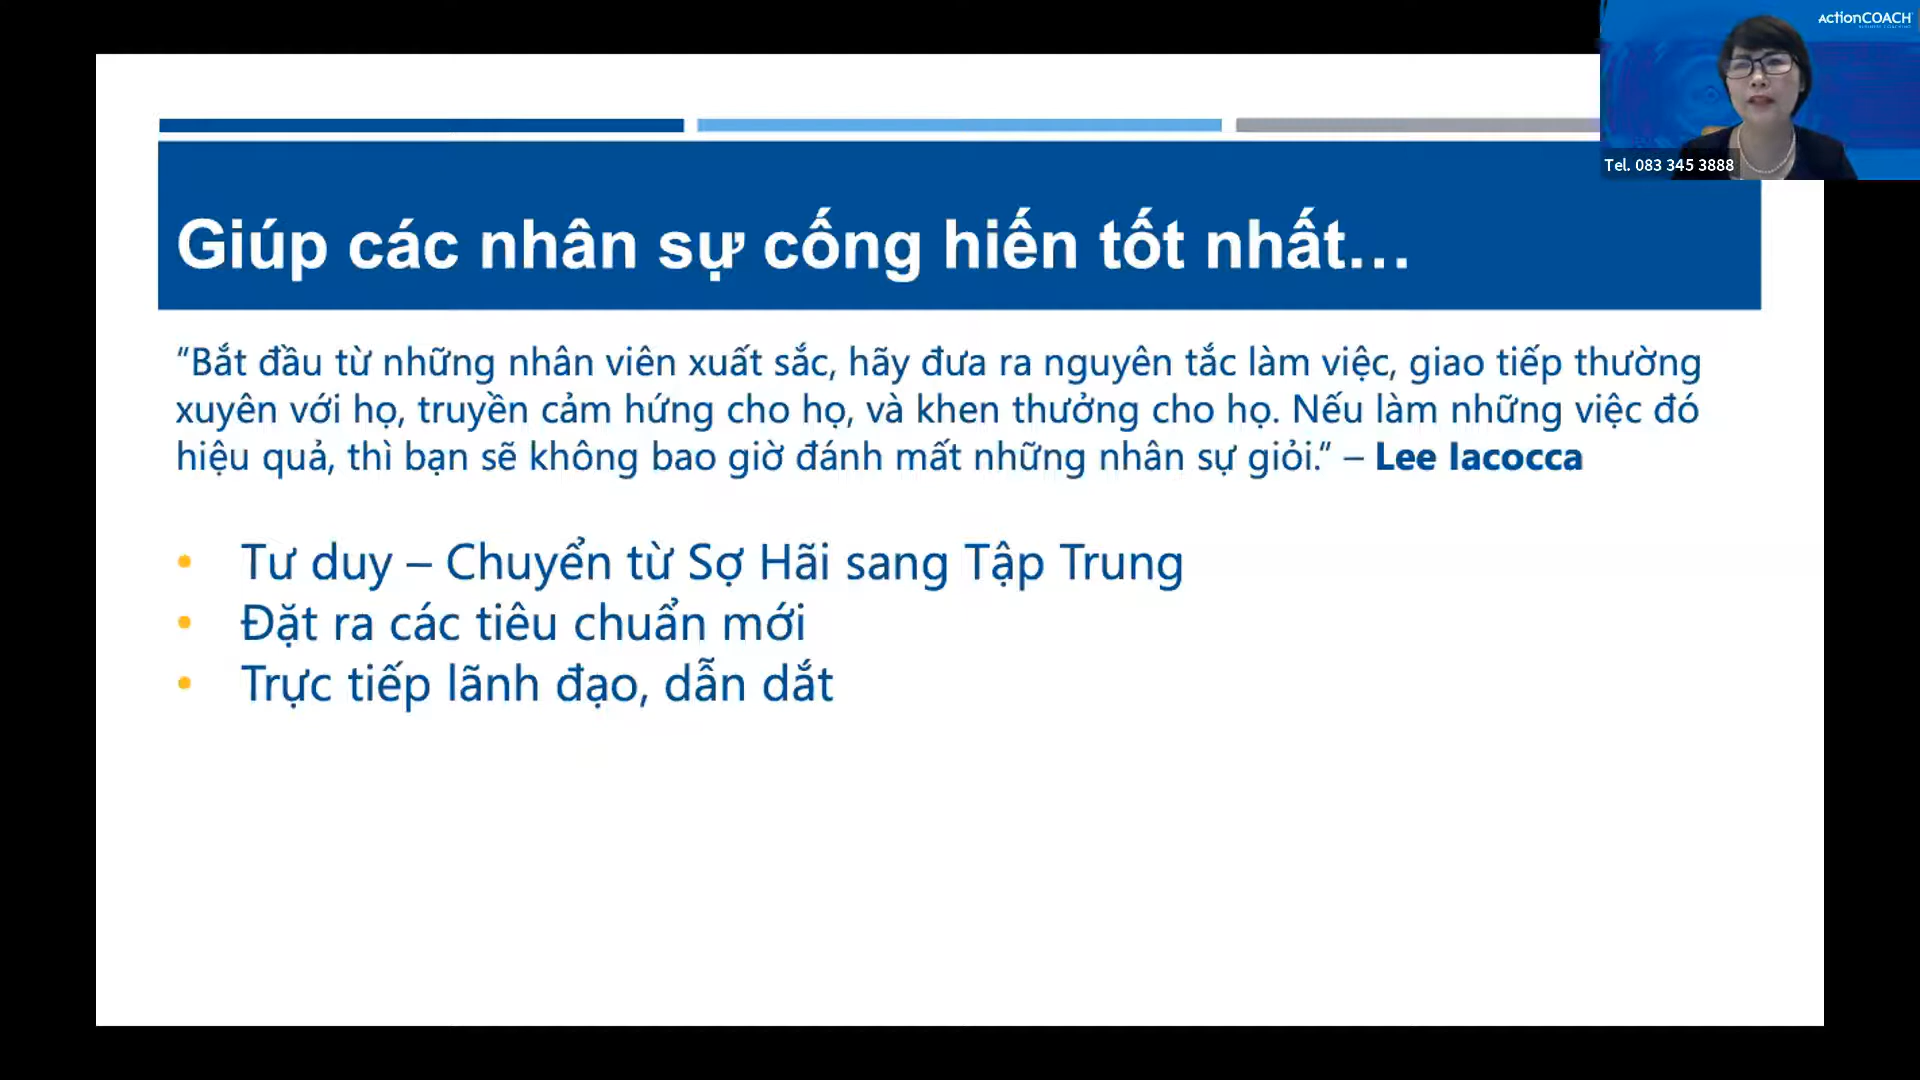 ActionCOACH
Tel. 083 345 3888
Giúp các nhân sự cống hiến tốt nhất...
“Bắt đầu từ những nhân viên xuất sắc, hãy đưa ra nguyên tắc làm việc, giao tiếp thường
xuyên với họ, truyền cảm hứng cho họ, và khen thưởng cho họ. Nếu làm những việc đó
hiệu quả, thì bạn sẽ không bao giờ đánh mất những nhân sự giỏi.” – Lee Iacocca
• Tư duy – Chuyển từ Sợ Hãi sang Tập Trung
• Đặt ra các tiêu chuẩn mới
• Trực tiếp lãnh đạo, dẫn dắt